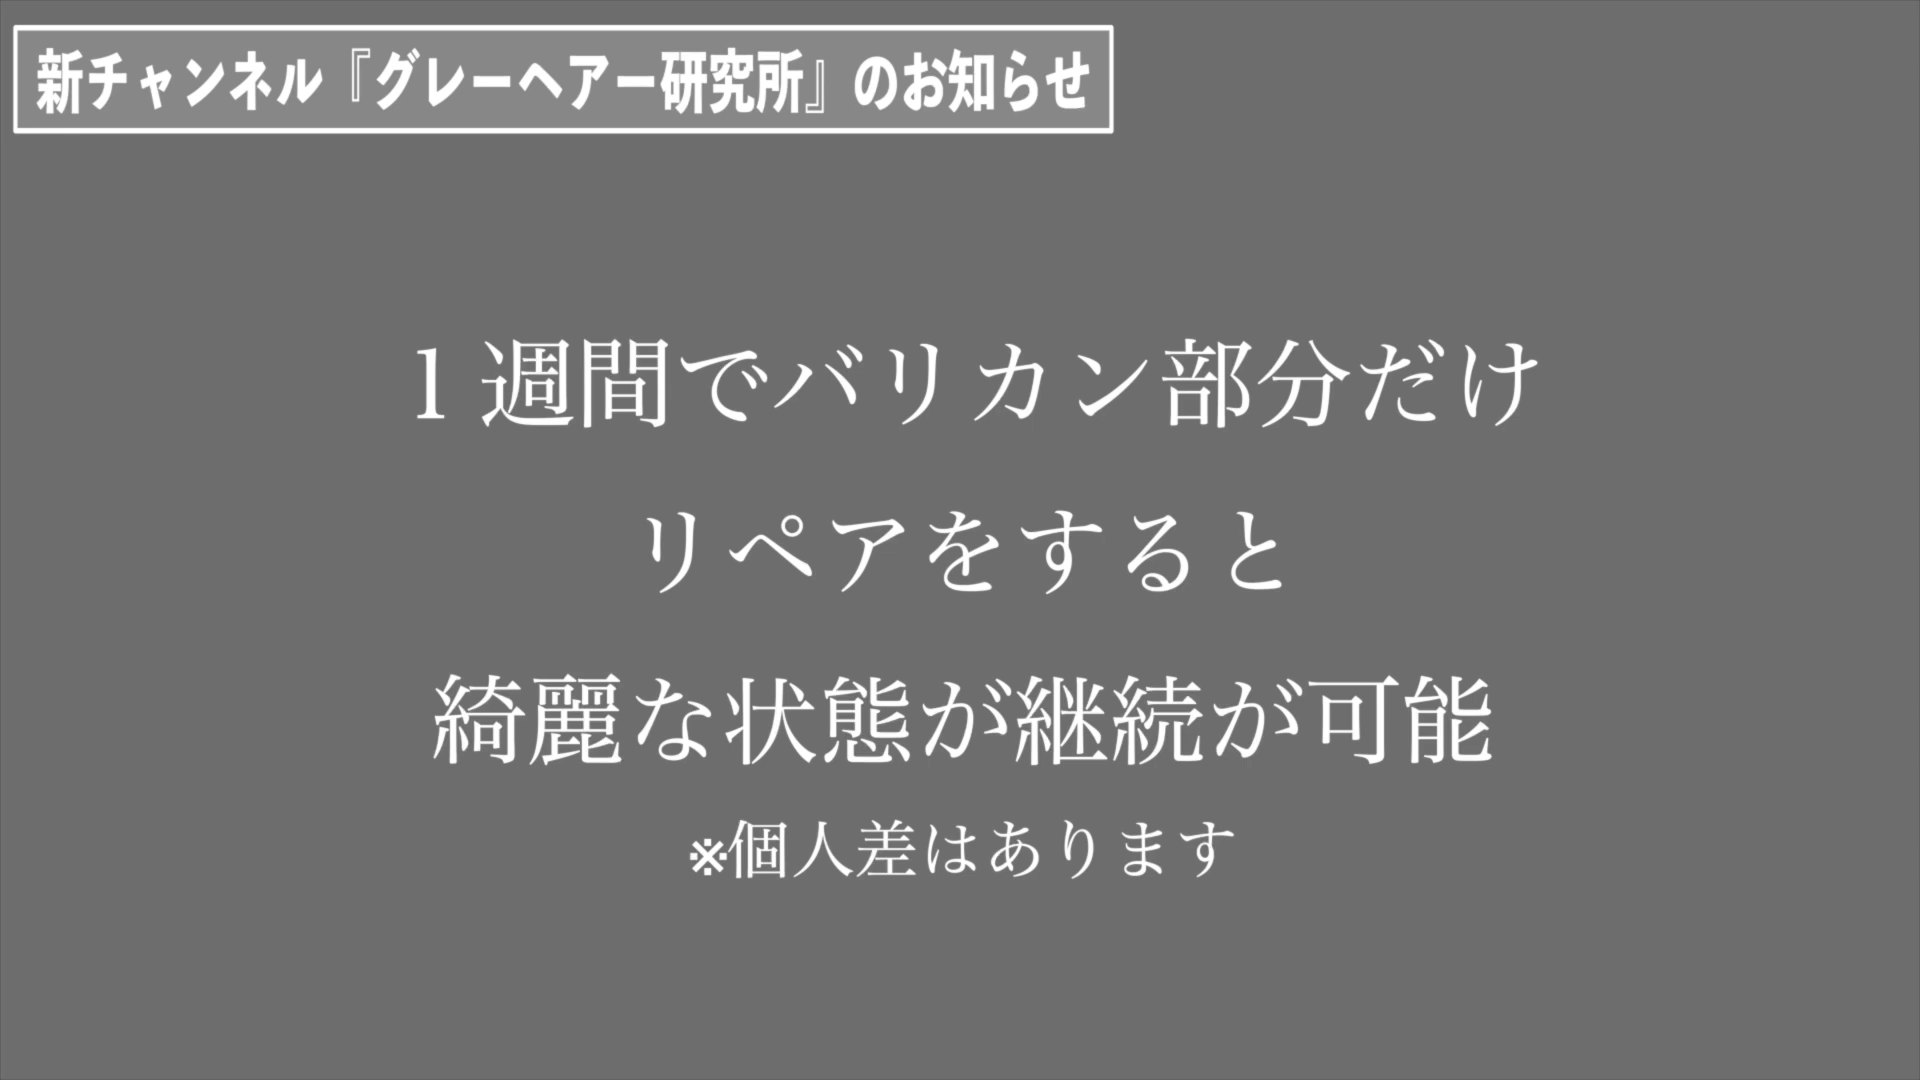 新チャンネル『グレーヘアー研究所』のお知らせ
１週間でバリカン部分だけ
リペアをすると
綺麗な状態が継続が可能
※個人差はあります